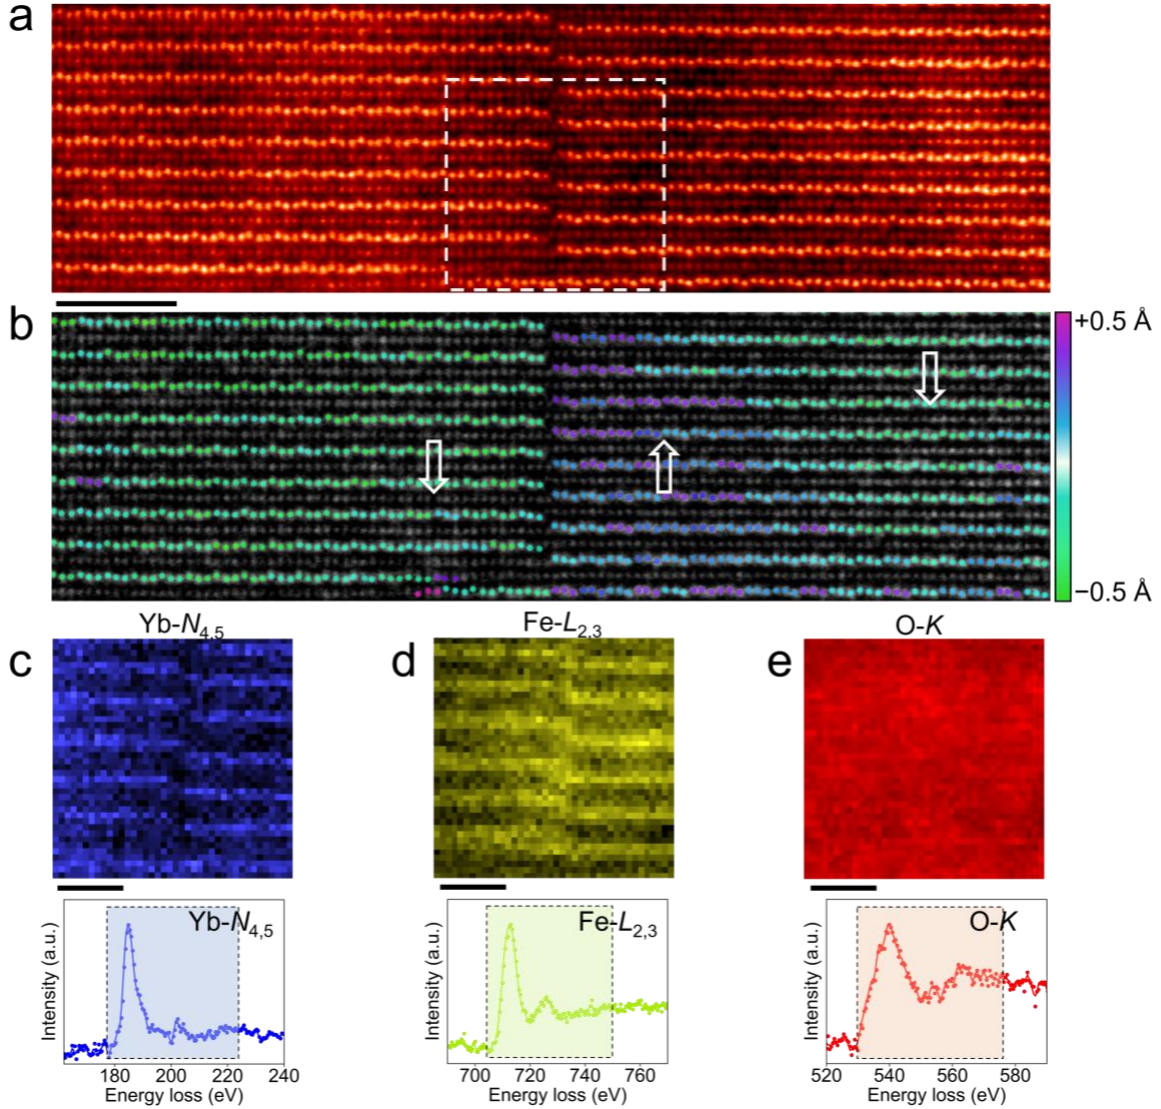 a
b
+0.5 Å
−0.5 Å
Yb-N4,5
Fe-L2,3
O-K
c
d
e
Yb-N4,5
Fe-L2,3
O-K
Intensity (a.u.)
Intensity (a.u.)
Intensity (a.u.)
180 200 220 240
700 720 740 760
520 540 560 580
Energy loss (eV)
Energy loss (eV)
Energy loss (eV)